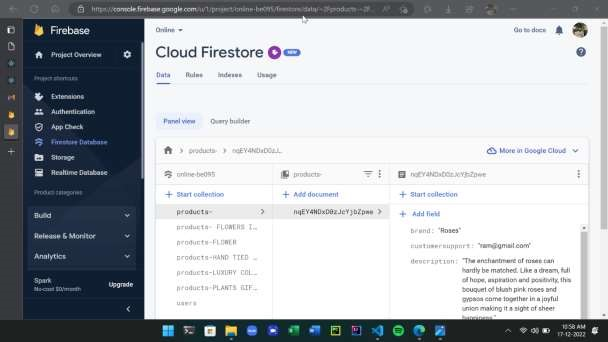 https://console.firebase.google.com/u/1/project/online-be095/firestore/data/~2Fproducts-~2F...
Firebase
Online
Go to docs
Project Overview
Cloud Firestore
NEW
Data
Rules
Indexes
Usage
Project shortcuts
Extensions
Authentication
App Check
Firestore Database
Storage
Realtime Database
Product categories
Build
Release & Monitor
Analytics
Spark
No-cost $0/month
Upgrade
Panel view
Query builder
products-
nqEY4NDxD0zJ...
More in Google Cloud
online-be095
products-
nqEY4NDxD0zJcYjbZpwe
Start collection
Add document
Start collection
products-
nqEY4NDxD0zJcYjbZpwe
Add field
products- FLOWERS I...
products-FLOWER
products-HAND TIED ...
products-LUXURY COL...
products-PLANTS GIF...
users
brand: "Roses"
customersupport: "ram@gmail.com"
description: "The enchantment of roses can
hardly be matched. Like a dream, full
of hope, aspiration and positivity, this
bouquet of blush pink roses and
gypsos come together in a joyful
union making it a sight of sheer
happiness."
10:58 AM
17-12-2022